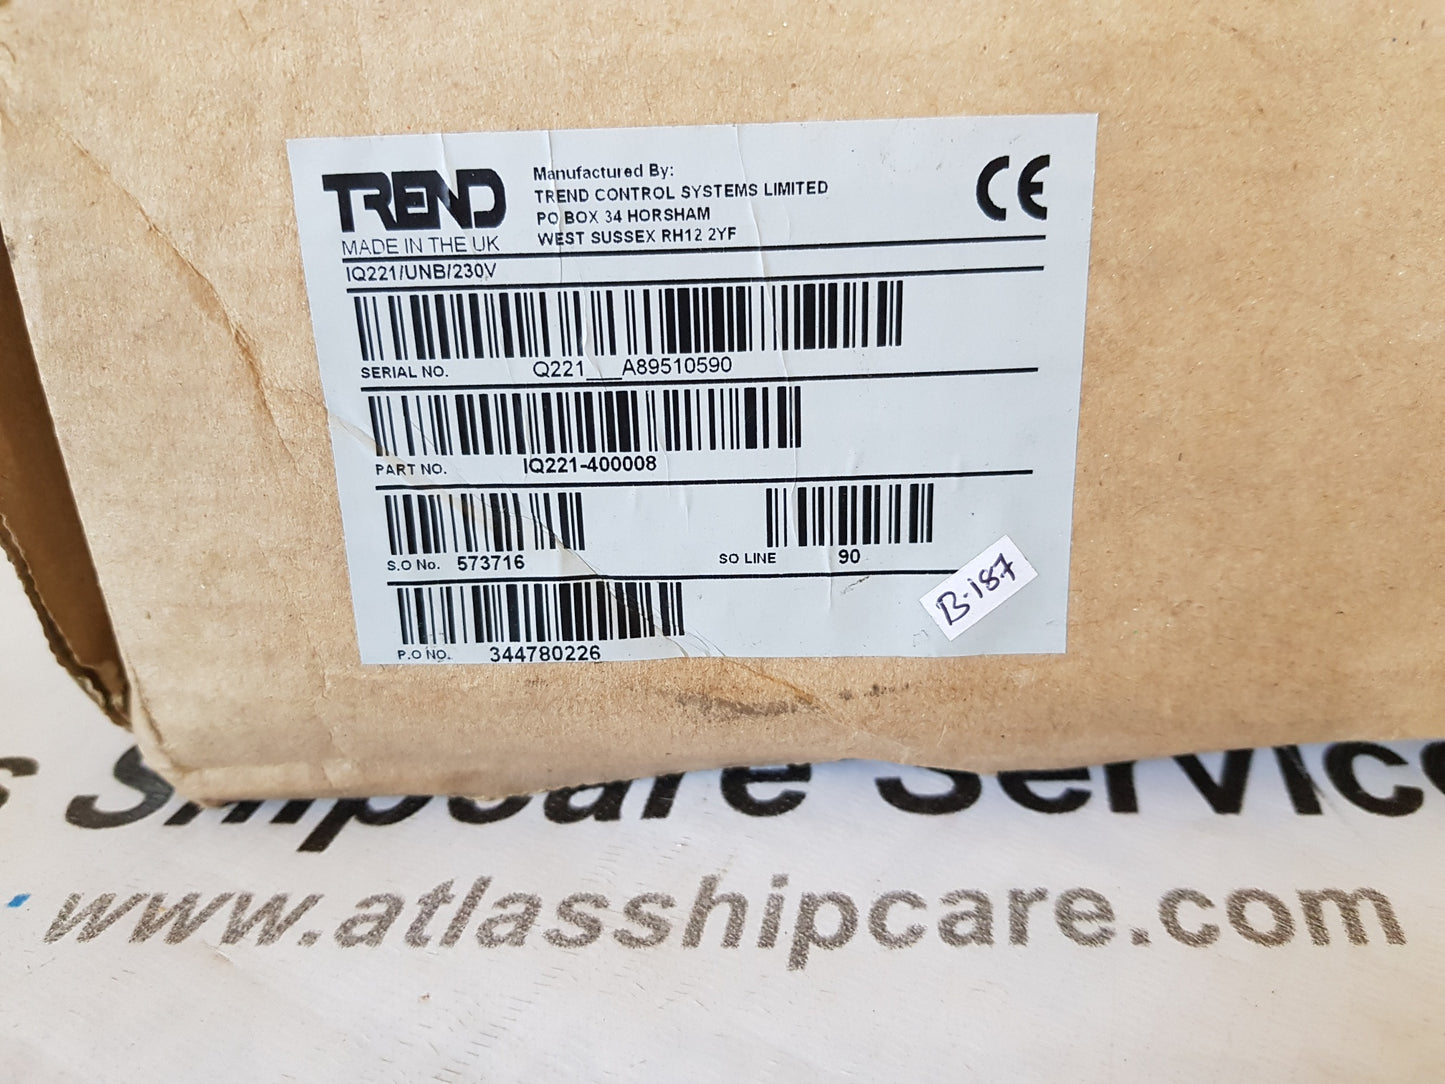 TREND
MADE IN THE UK
Manufactured By:
TREND CONTROL SYSTEMS LIMITED
PO BOX 34 HORSHAM
WEST SUSSEX RH12 2YF
CE
IQ221/UNB/230V
SERIAL NO. Q221___A89510590
PART NO. IQ221-400008
S.O No. 573716 SO LINE 90
B-187
P.O NO. 344780226
s Shipcare Service
www.atlasshipcare.com